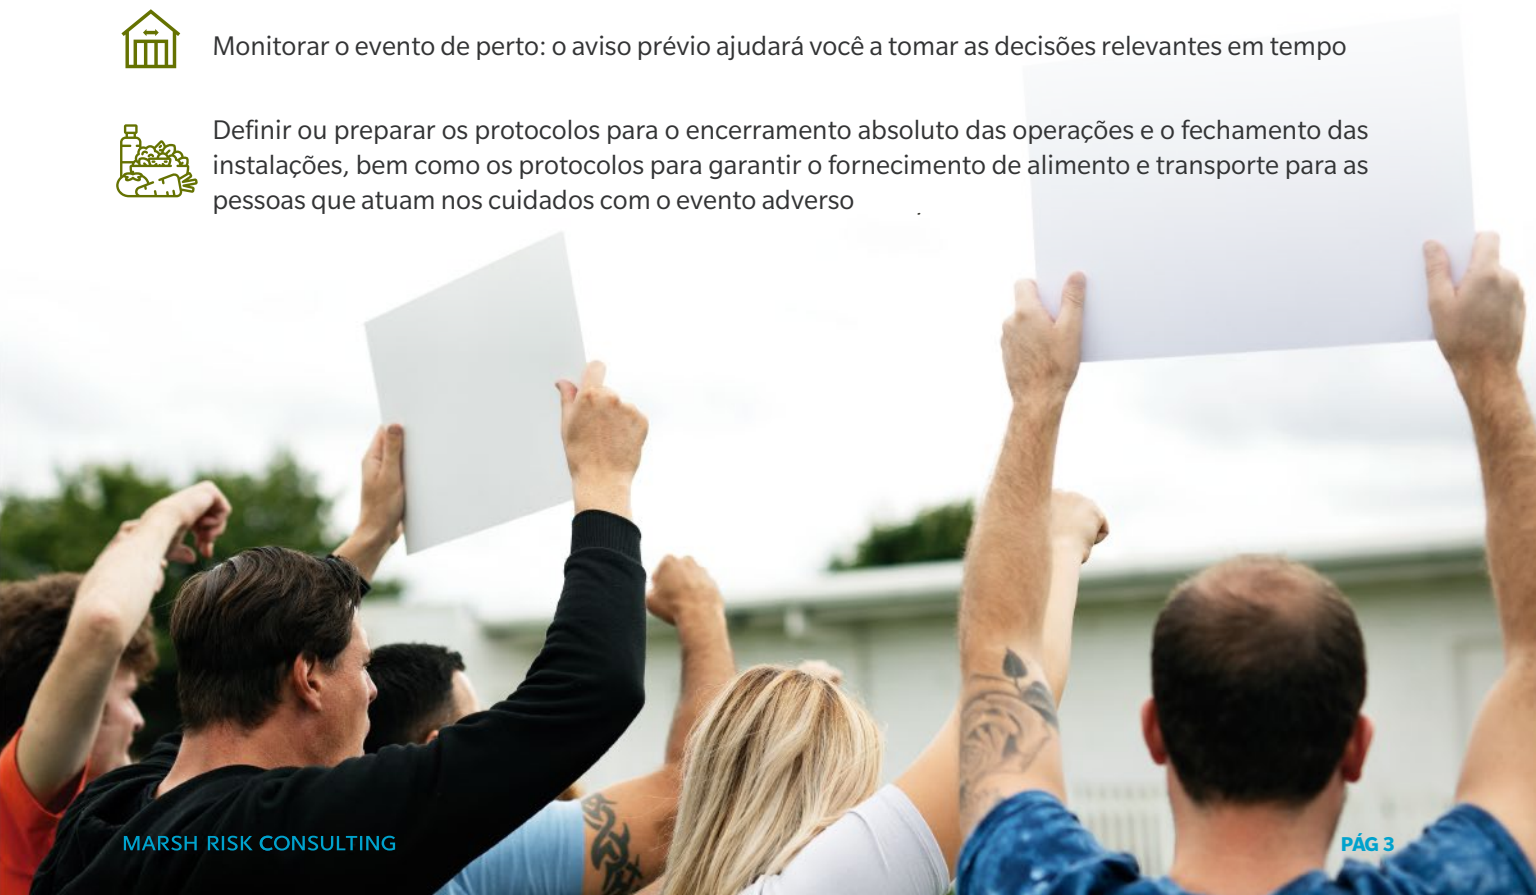 Monitorar o evento de perto: o aviso prévio ajudará você a tomar as decisões relevantes em tempo
Definir ou preparar os protocolos para o encerramento absoluto das operações e o fechamento das
instalações, bem como os protocolos para garantir o fornecimento de alimento e transporte para as
pessoas que atuam nos cuidados com o evento adverso
MARSH RISK CONSULTING
PÁG 3